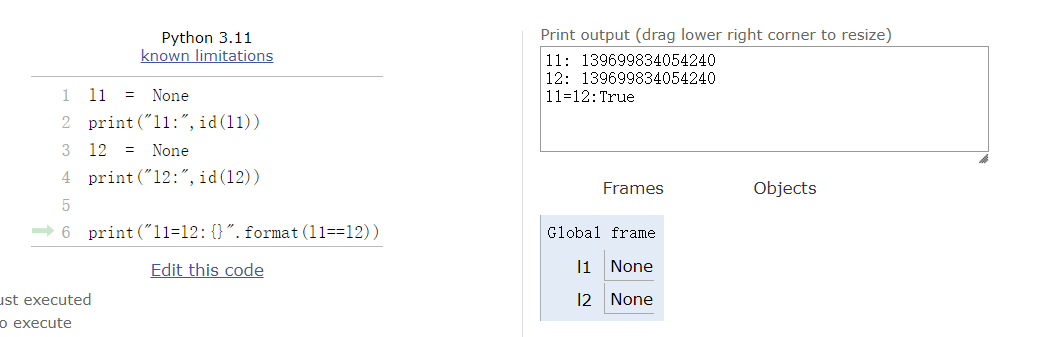 Python 3.11
known limitations
1 l1 = None
2 print("l1:",id(l1))
3 l2 = None
4 print("l2:",id(l2))
5
6 print("l1=l2:{}".format(l1==l2))
Edit this code
ust executed
o execute
Print output (drag lower right corner to resize)
l1: 139699834054240
l2: 139699834054240
l1=l2:True
Frames Objects
Global frame
l1 None
l2 None